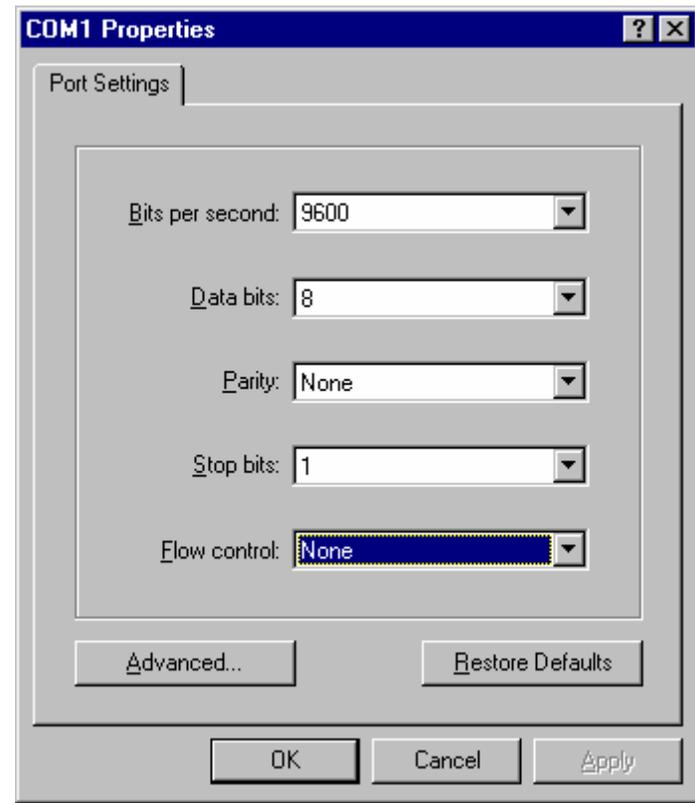 COM1 Properties
Port Settings
Bits per second: 9600
Data bits: 8
Parity: None
Stop bits: 1
Flow control: None
Advanced... Restore Defaults
OK Cancel Apply